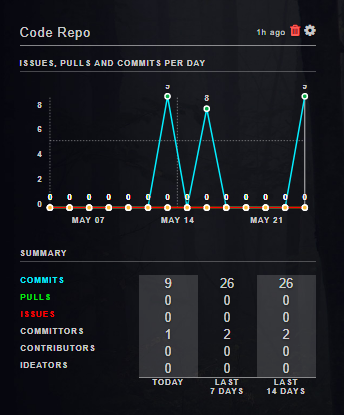 Code Repo
1h ago
ISSUES, PULLS AND COMMITS PER DAY
8
6
4
2
0
9 8 9
0 0 0 0 0 0 0 0 0 0 0 0 0 0
MAY 07 MAY 14 MAY 21
SUMMARY
COMMITS 9 26 26
PULLS 0 0 0
ISSUES 0 0 0
COMMITTORS 1 2 2
CONTRIBUTORS 0 0 0
IDEATORS 0 0 0
TODAY LAST 7 DAYS LAST 14 DAYS